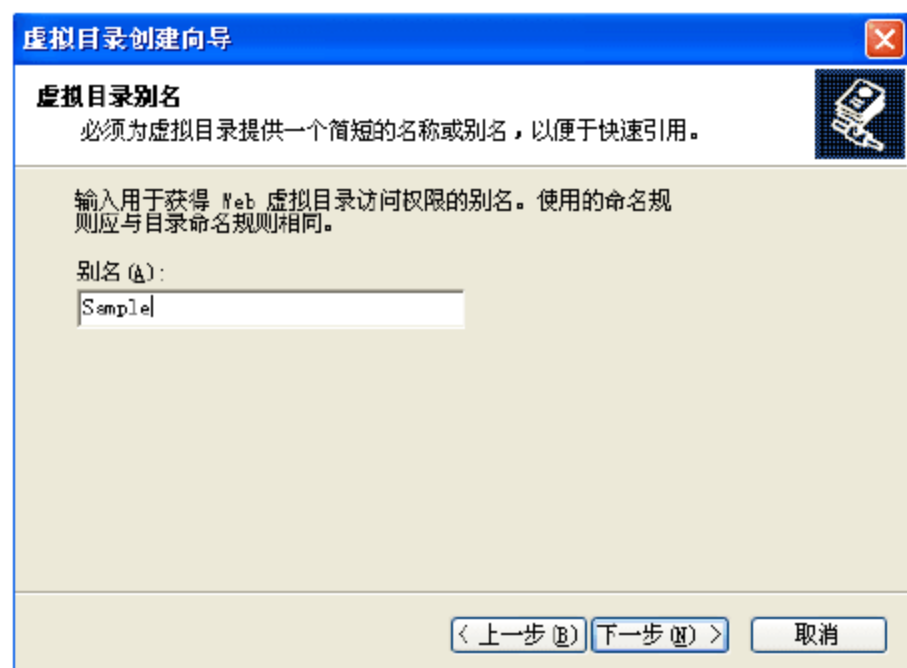 虚拟目录创建向导
虚拟目录别名
必须为虚拟目录提供一个简短的名称或别名，以便于快速引用。
输入用于获得 Web 虚拟目录访问权限的别名。使用的命名规
则应与目录命名规则相同。
别名(A):
Sample
< 上一步(B) 下一步(N) > 取消